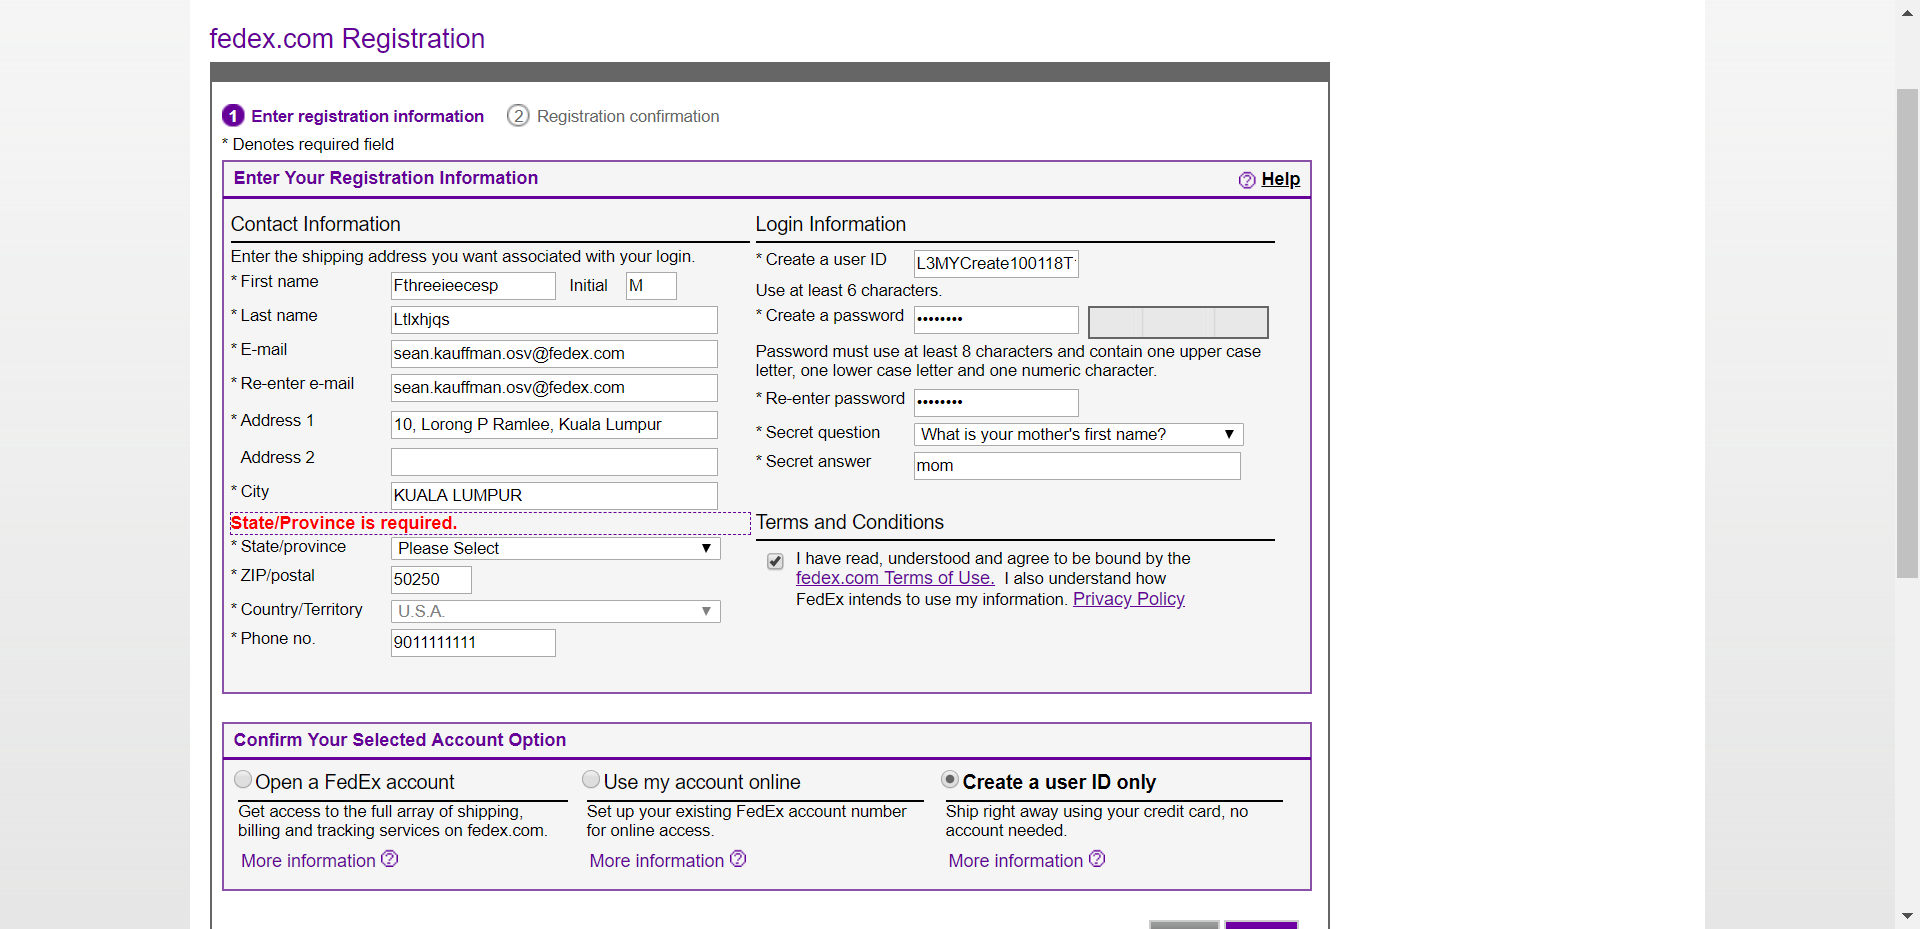 fedex.com Registration
1 Enter registration information 2 Registration confirmation
* Denotes required field
Enter Your Registration Information
? Help
Contact Information
Enter the shipping address you want associated with your login.
* First name Fthreeieecesp Initial M
* Last name Ltlxhjqs
* E-mail sean.kauffman.osv@fedex.com
* Re-enter e-mail sean.kauffman.osv@fedex.com
* Address 1 10, Lorong P Ramlee, Kuala Lumpur
Address 2
* City KUALA LUMPUR
State/Province is required.
* State/province Please Select
* ZIP/postal 50250
* Country/Territory U.S.A.
* Phone no. 9011111111
Login Information
* Create a user ID L3MYCreate100118T
Use at least 6 characters.
* Create a password ••••••••
Password must use at least 8 characters and contain one upper case
letter, one lower case letter and one numeric character.
* Re-enter password ••••••••
* Secret question What is your mother's first name?
* Secret answer mom
Terms and Conditions
I have read, understood and agree to be bound by the
fedex.com Terms of Use. I also understand how
FedEx intends to use my information. Privacy Policy
Confirm Your Selected Account Option
Open a FedEx account
Get access to the full array of shipping,
billing and tracking services on fedex.com.
More information ?
Use my account online
Set up your existing FedEx account number
for online access.
More information ?
Create a user ID only
Ship right away using your credit card, no
account needed.
More information ?